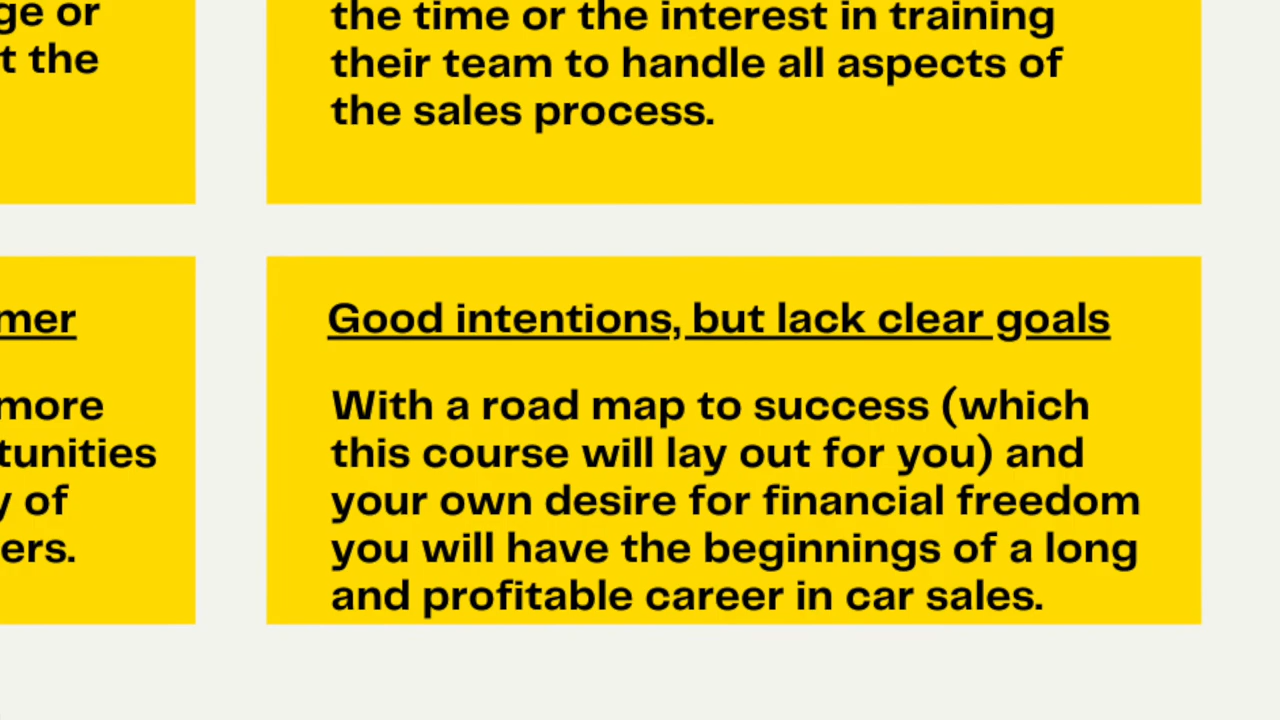 ge or
t the
the time or the interest in training
their team to handle all aspects of
the sales process.
mer
more
tunities
y of
ers.
Good intentions, but lack clear goals
With a road map to success (which
this course will lay out for you) and
your own desire for financial freedom
you will have the beginnings of a long
and profitable career in car sales.